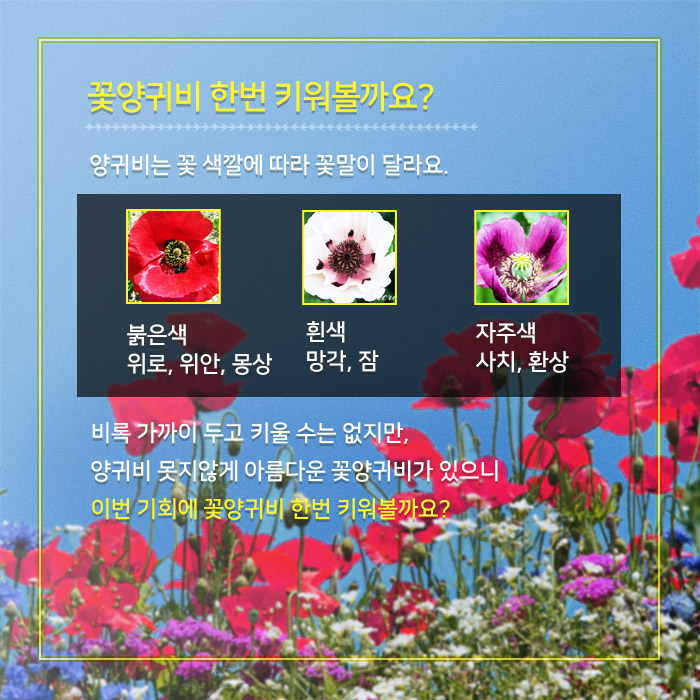 꽃양귀비 한번 키워볼까요?
양귀비는 꽃 색깔에 따라 꽃말이 달라요.
붉은색
위로, 위안, 몽상
흰색
망각, 잠
자주색
사치, 환상
비록 가까이 두고 키울 수는 없지만,
양귀비 못지않게 아름다운 꽃양귀비가 있으니
이번 기회에 꽃양귀비 한번 키워볼까요?